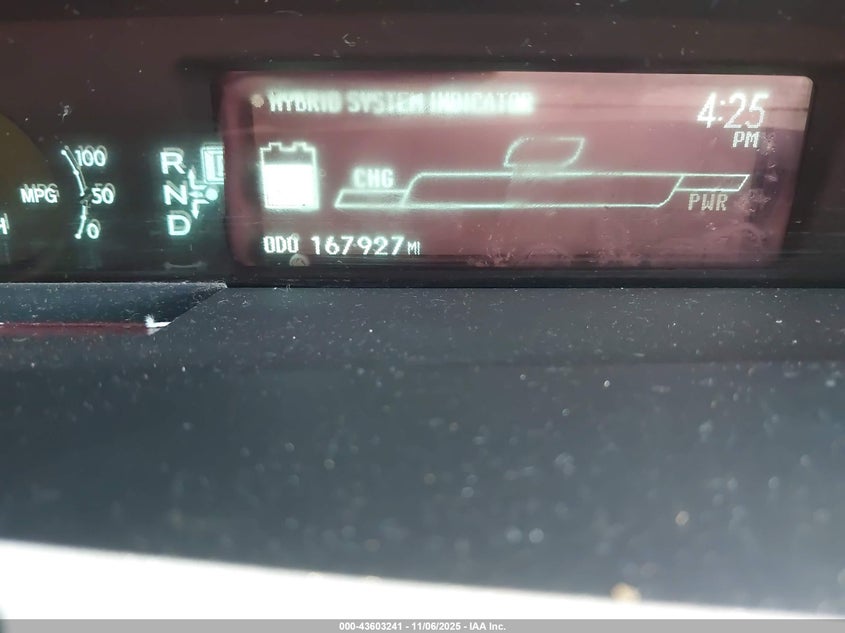 HYBRID SYSTEM INDICATOR
4:25
PM
100
MPG 50
0
R
N
D
CHG
PWR
ODO 167927 MI
000-43603241 - 11/06/2025 - IAA Inc.